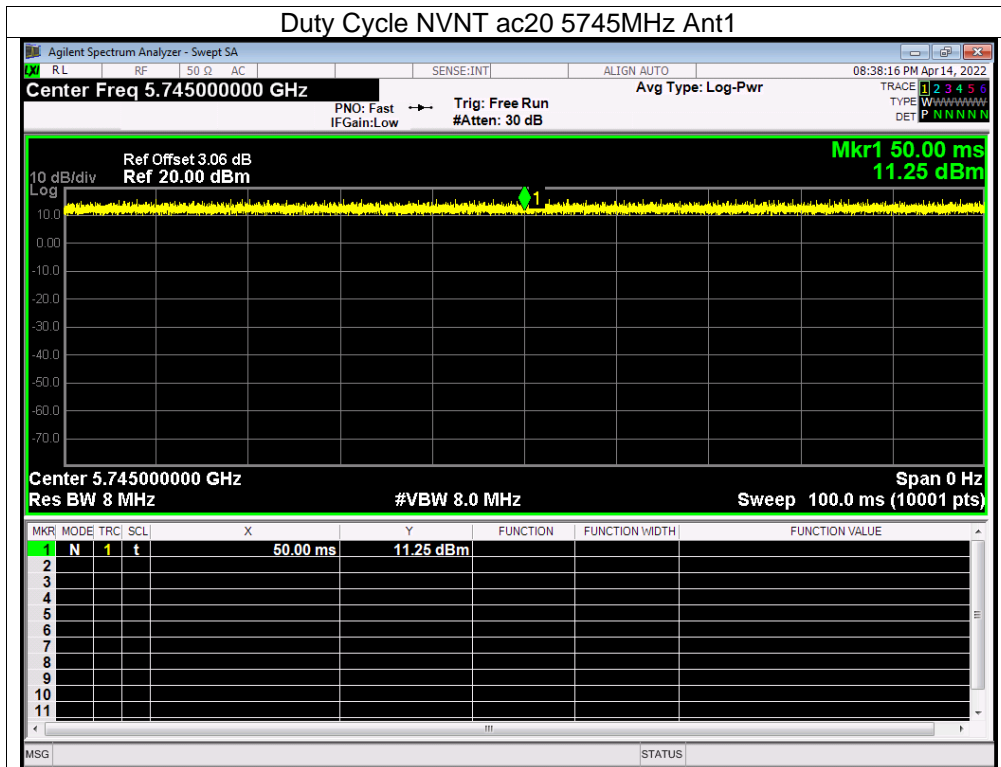 Duty Cycle NVNT ac20 5745MHz Ant1
Agilent Spectrum Analyzer - Swept SA
LXI RL RF 50 Ω AC SENSE:INT ALIGN AUTO 08:38:16 PM Apr 14, 2022
Center Freq 5.745000000 GHz Avg Type: Log-Pwr TRACE 1 2 3 4 5 6
PNO: Fast Trig: Free Run TYPE WWWWWW
IFGain:Low #Atten: 30 dB DET P N N N N N
Mkr1 50.00 ms
11.25 dBm
Ref Offset 3.06 dB
10 dB/div Ref 20.00 dBm
Log
1
10.0
0.00
-10.0
-20.0
-30.0
-40.0
-50.0
-60.0
-70.0
Center 5.745000000 GHz Span 0 Hz
Res BW 8 MHz #VBW 8.0 MHz Sweep 100.0 ms (10001 pts)
MKR MODE TRC SCL X Y FUNCTION FUNCTION WIDTH FUNCTION VALUE
1 N 1 t 50.00 ms 11.25 dBm
2
3
4
5
6
7
8
9
10
11
MSG STATUS